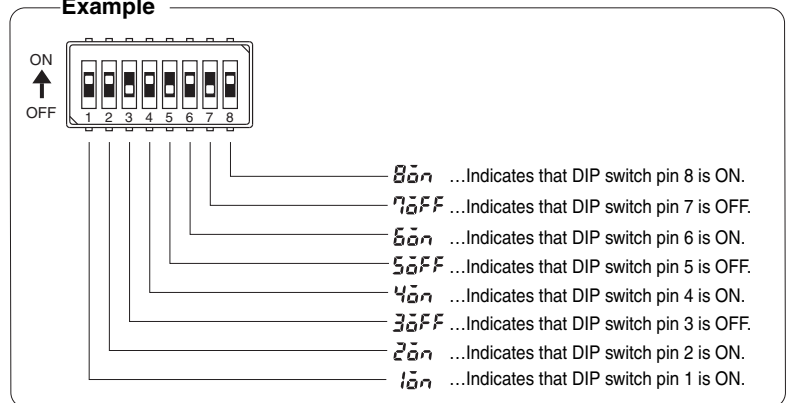 Example
ON
OFF
1 2 3 4 5 6 7 8
8on ...Indicates that DIP switch pin 8 is ON.
7oFF ...Indicates that DIP switch pin 7 is OFF.
6on ...Indicates that DIP switch pin 6 is ON.
5oFF ...Indicates that DIP switch pin 5 is OFF.
4on ...Indicates that DIP switch pin 4 is ON.
3oFF ...Indicates that DIP switch pin 3 is OFF.
2on ...Indicates that DIP switch pin 2 is ON.
1on ...Indicates that DIP switch pin 1 is ON.